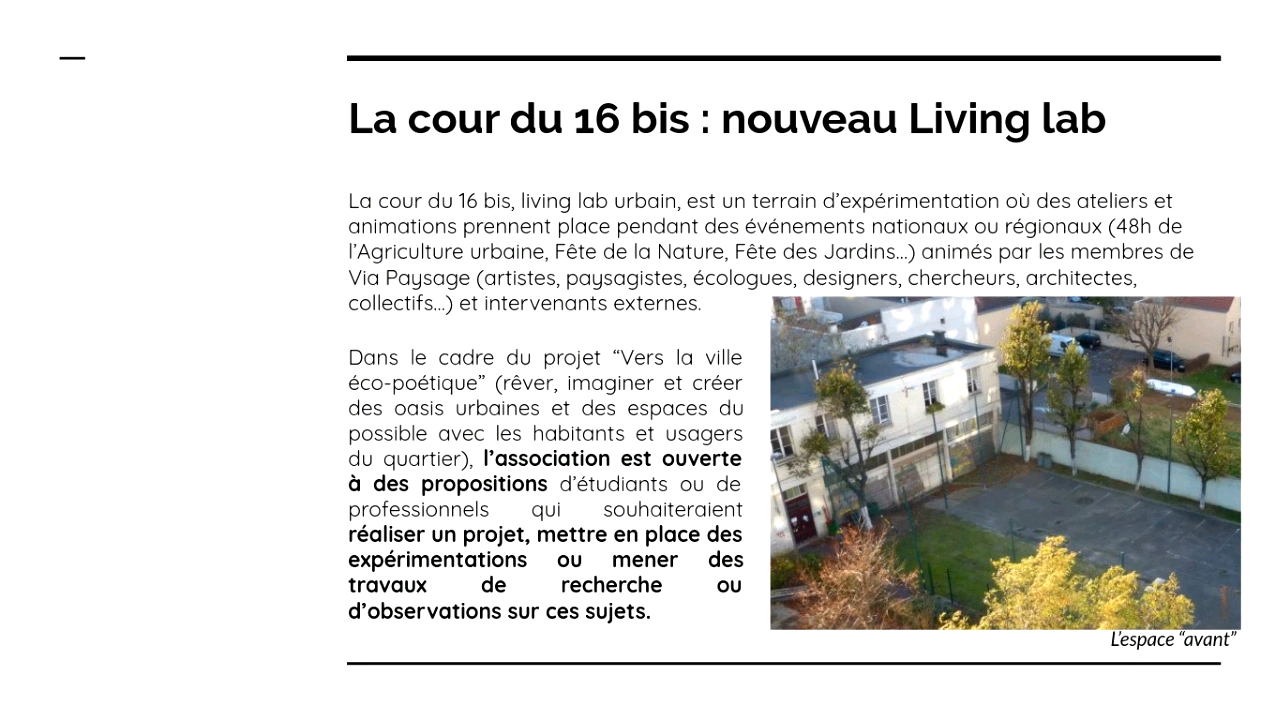 La cour du 16 bis : nouveau Living lab
La cour du 16 bis, living lab urbain, est un terrain d’expérimentation où des ateliers et
animations prennent place pendant des événements nationaux ou régionaux (48h de
l’Agriculture urbaine, Fête de la Nature, Fête des Jardins...) animés par les membres de
Via Paysage (artistes, paysagistes, écologues, designers, chercheurs, architectes,
collectifs...) et intervenants externes.
Dans le cadre du projet “Vers la ville
éco-poétique” (rêver, imaginer et créer
des oasis urbaines et des espaces du
possible avec les habitants et usagers
du quartier), l’association est ouverte
à des propositions d’étudiants ou de
professionnels qui souhaiteraient
réaliser un projet, mettre en place des
expérimentations ou mener des
travaux de recherche ou
d’observations sur ces sujets.
L’espace “avant”